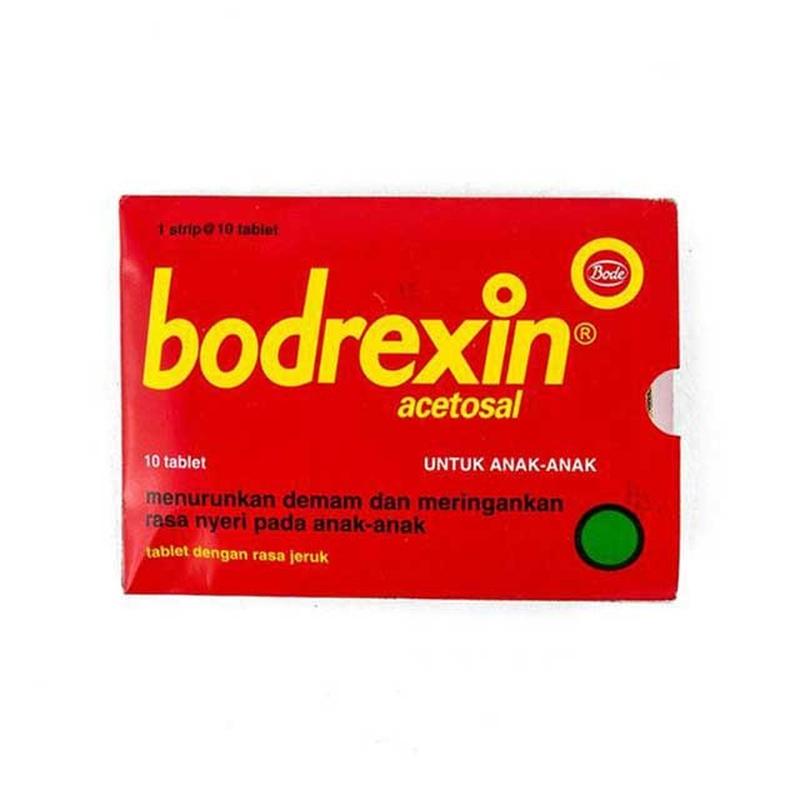 1 strip@10 tablet
Bode
bodrexin®
acetosal
10 tablet
UNTUK ANAK-ANAK
menurunkan demam dan meringankan
rasa nyeri pada anak-anak
tablet dengan rasa jeruk